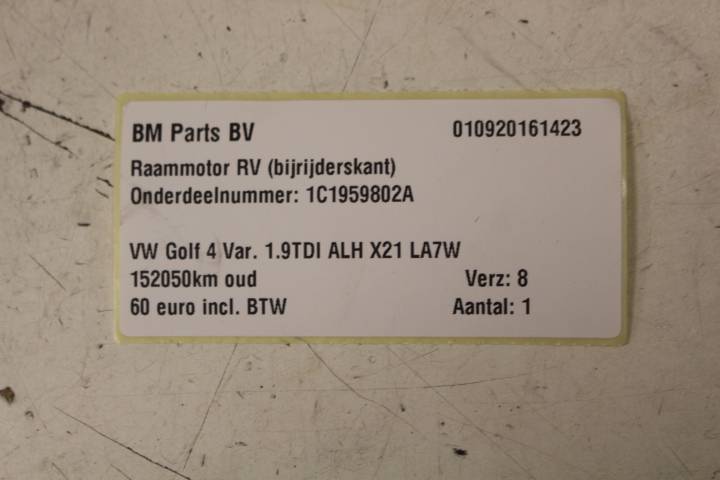 BM Parts BV 010920161423
Raammotor RV (bijrijderskant)
Onderdeelnummer: 1C1959802A
VW Golf 4 Var. 1.9TDI ALH X21 LA7W
152050km oud Verz: 8
60 euro incl. BTW Aantal: 1